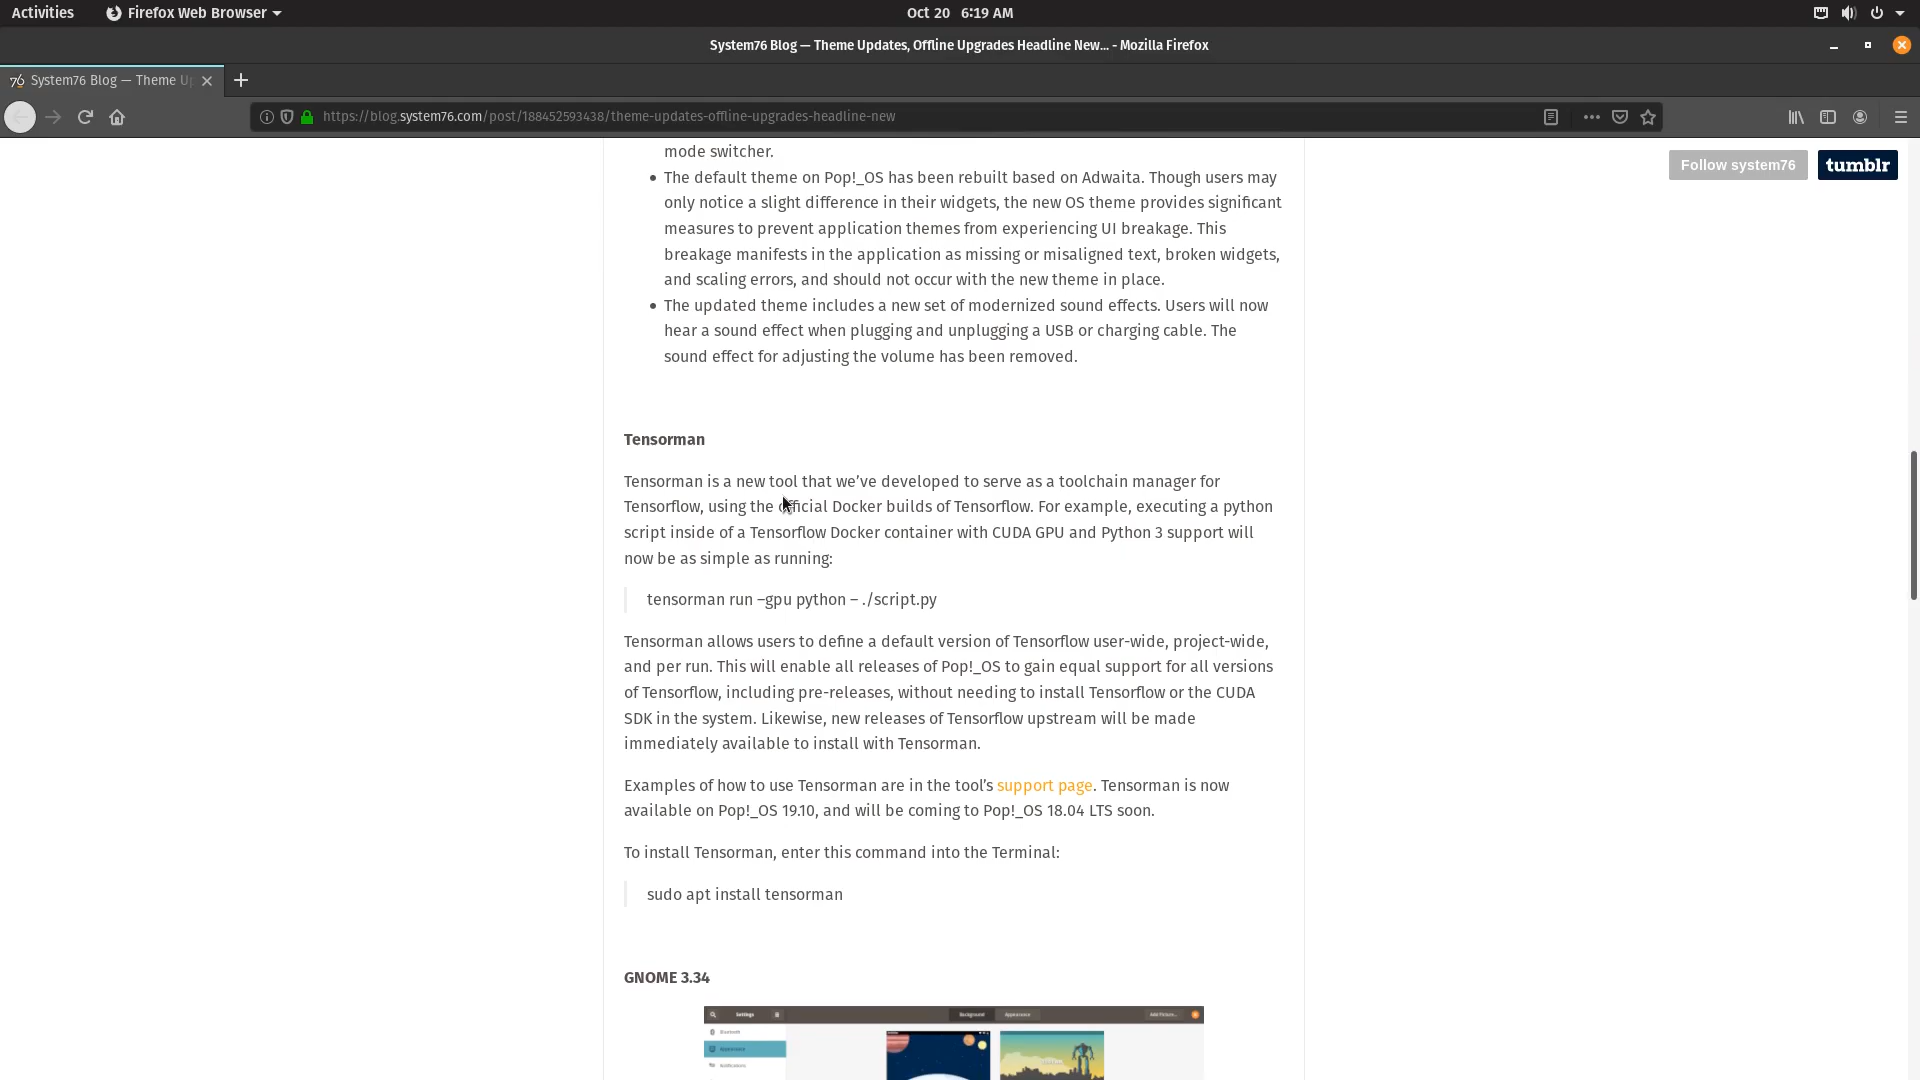 Activities
Firefox Web Browser
Oct 20 6:19 AM
System76 Blog — Theme Updates, Offline Upgrades Headline New... - Mozilla Firefox
System76 Blog — Theme Up
https://blog.system76.com/post/188452593438/theme-updates-offline-upgrades-headline-new
Follow system76
tumblr
mode switcher.
• The default theme on Pop!_OS has been rebuilt based on Adwaita. Though users may
only notice a slight difference in their widgets, the new OS theme provides significant
measures to prevent application themes from experiencing UI breakage. This
breakage manifests in the application as missing or misaligned text, broken widgets,
and scaling errors, and should not occur with the new theme in place.
• The updated theme includes a new set of modernized sound effects. Users will now
hear a sound effect when plugging and unplugging a USB or charging cable. The
sound effect for adjusting the volume has been removed.
Tensorman
Tensorman is a new tool that we’ve developed to serve as a toolchain manager for
Tensorflow, using the official Docker builds of Tensorflow. For example, executing a python
script inside of a Tensorflow Docker container with CUDA GPU and Python 3 support will
now be as simple as running:
tensorman run –gpu python – ./script.py
Tensorman allows users to define a default version of Tensorflow user-wide, project-wide,
and per run. This will enable all releases of Pop!_OS to gain equal support for all versions
of Tensorflow, including pre-releases, without needing to install Tensorflow or the CUDA
SDK in the system. Likewise, new releases of Tensorflow upstream will be made
immediately available to install with Tensorman.
Examples of how to use Tensorman are in the tool’s support page. Tensorman is now
available on Pop!_OS 19.10, and will be coming to Pop!_OS 18.04 LTS soon.
To install Tensorman, enter this command into the Terminal:
sudo apt install tensorman
GNOME 3.34
Settings
Background
Appearance
Add Picture...
Bluetooth
Appearance
Notifications